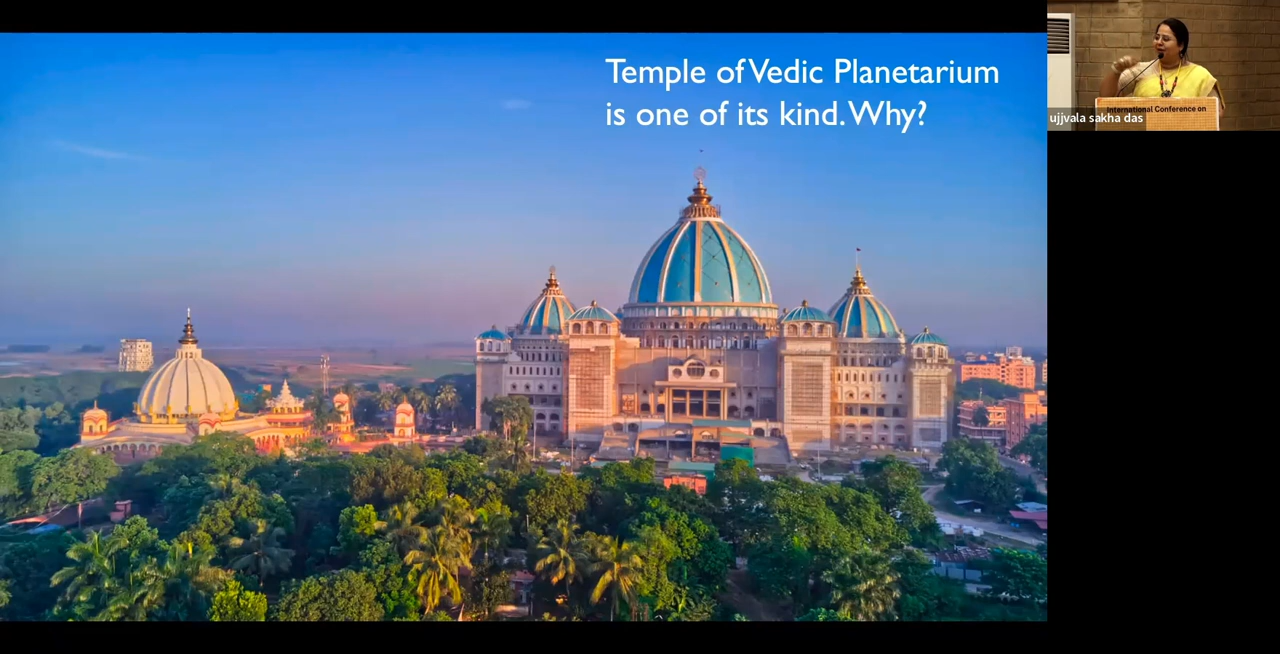 Temple of Vedic Planetarium
is one of its kind. Why?
International Conference on
ujjvala sakha das